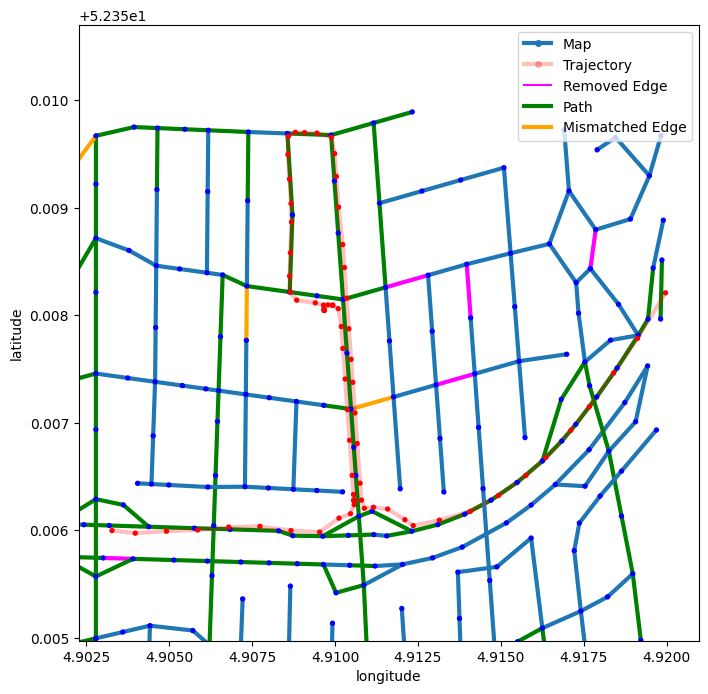 +5.235e1
Map
Trajectory
Removed Edge
Path
Mismatched Edge
0.010
0.009
0.008
0.007
0.006
0.005
latitude
4.9025 4.9050 4.9075 4.9100 4.9125 4.9150 4.9175 4.9200
longitude